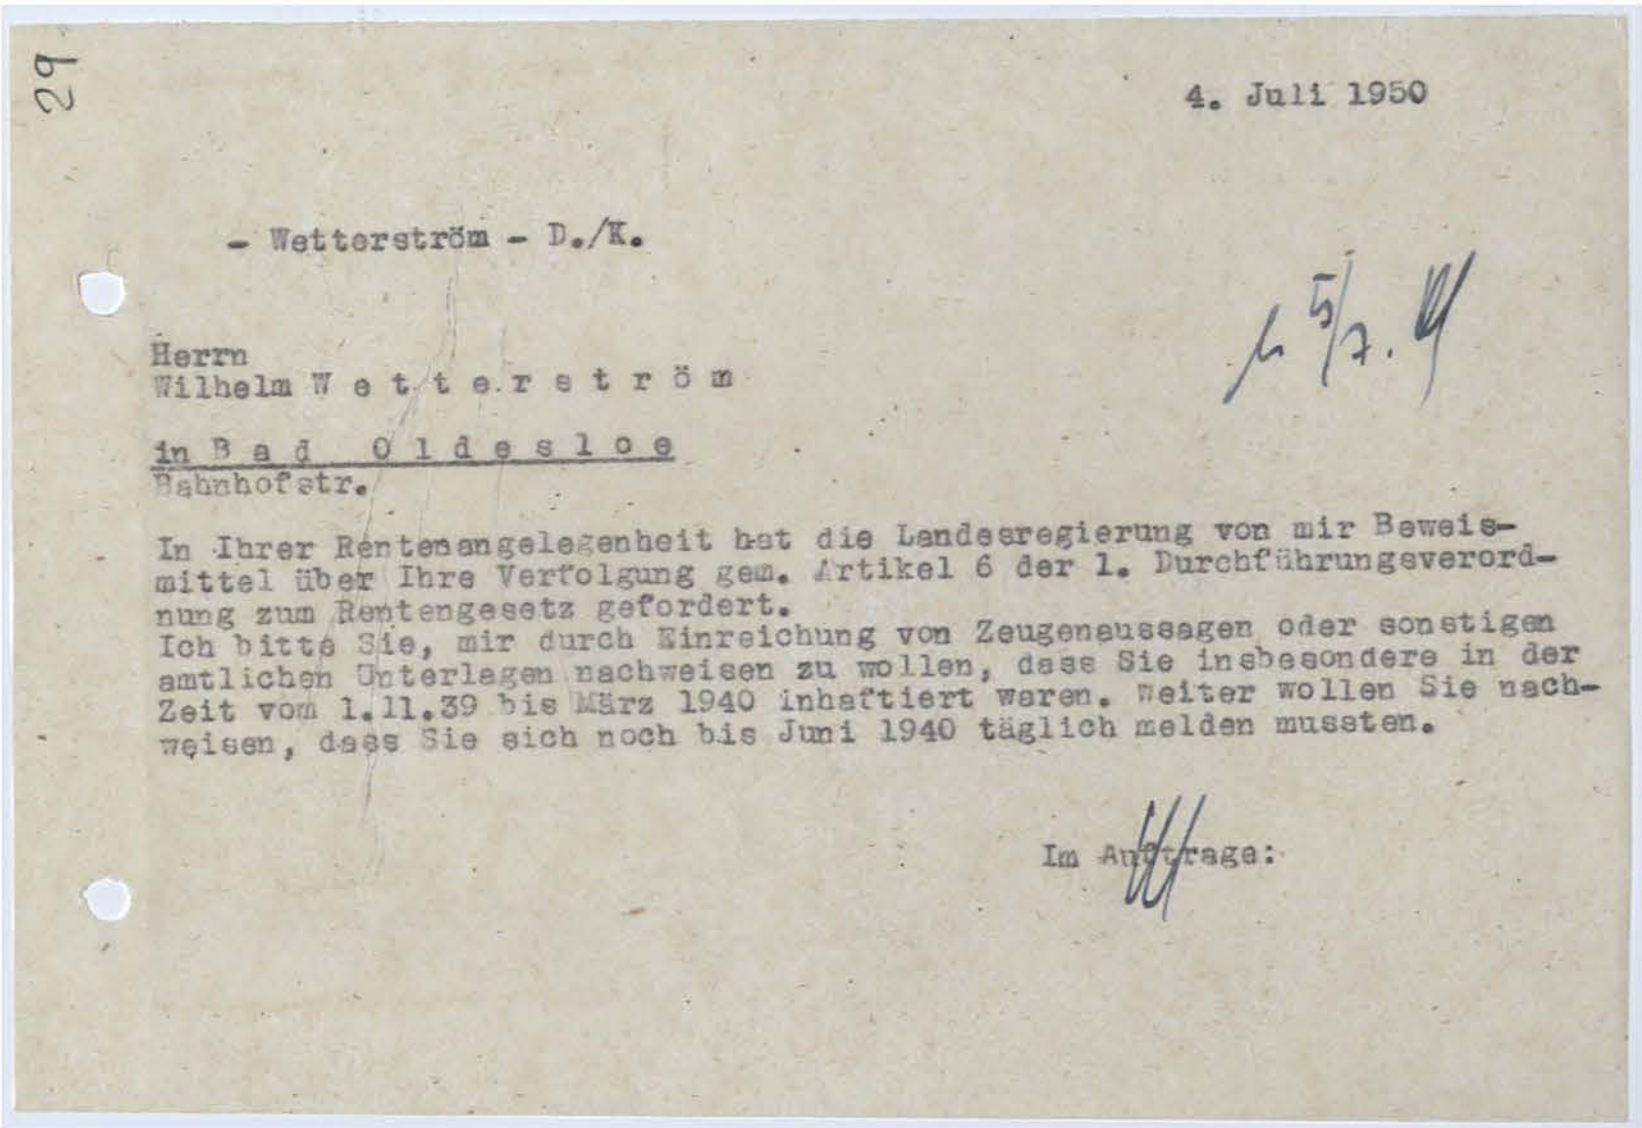 29
4. Juli 1950
- Wetterström - D./K.
5/7.
Herrn
Wilhelm W e t t e r s t r ö m
in B a d   O l d e s l o e
Bahnhofstr.
In Ihrer Rentenangelegenheit hat die Landesregierung von mir Beweis-
mittel über Ihre Verfolgung gem. Artikel 6 der 1. Durchführungsverord-
nung zum Rentengesetz gefordert.
Ich bitte Sie, mir durch Einreichung von Zeugenaussagen oder sonstigen
amtlichen Unterlagen nachweisen zu wollen, dass Sie insbesondere in der
Zeit vom 1.11.39 bis März 1940 inhaftiert waren. Weiter wollen Sie nach-
weisen, dass Sie sich noch bis Juni 1940 täglich melden mussten.
Im Auftrage: